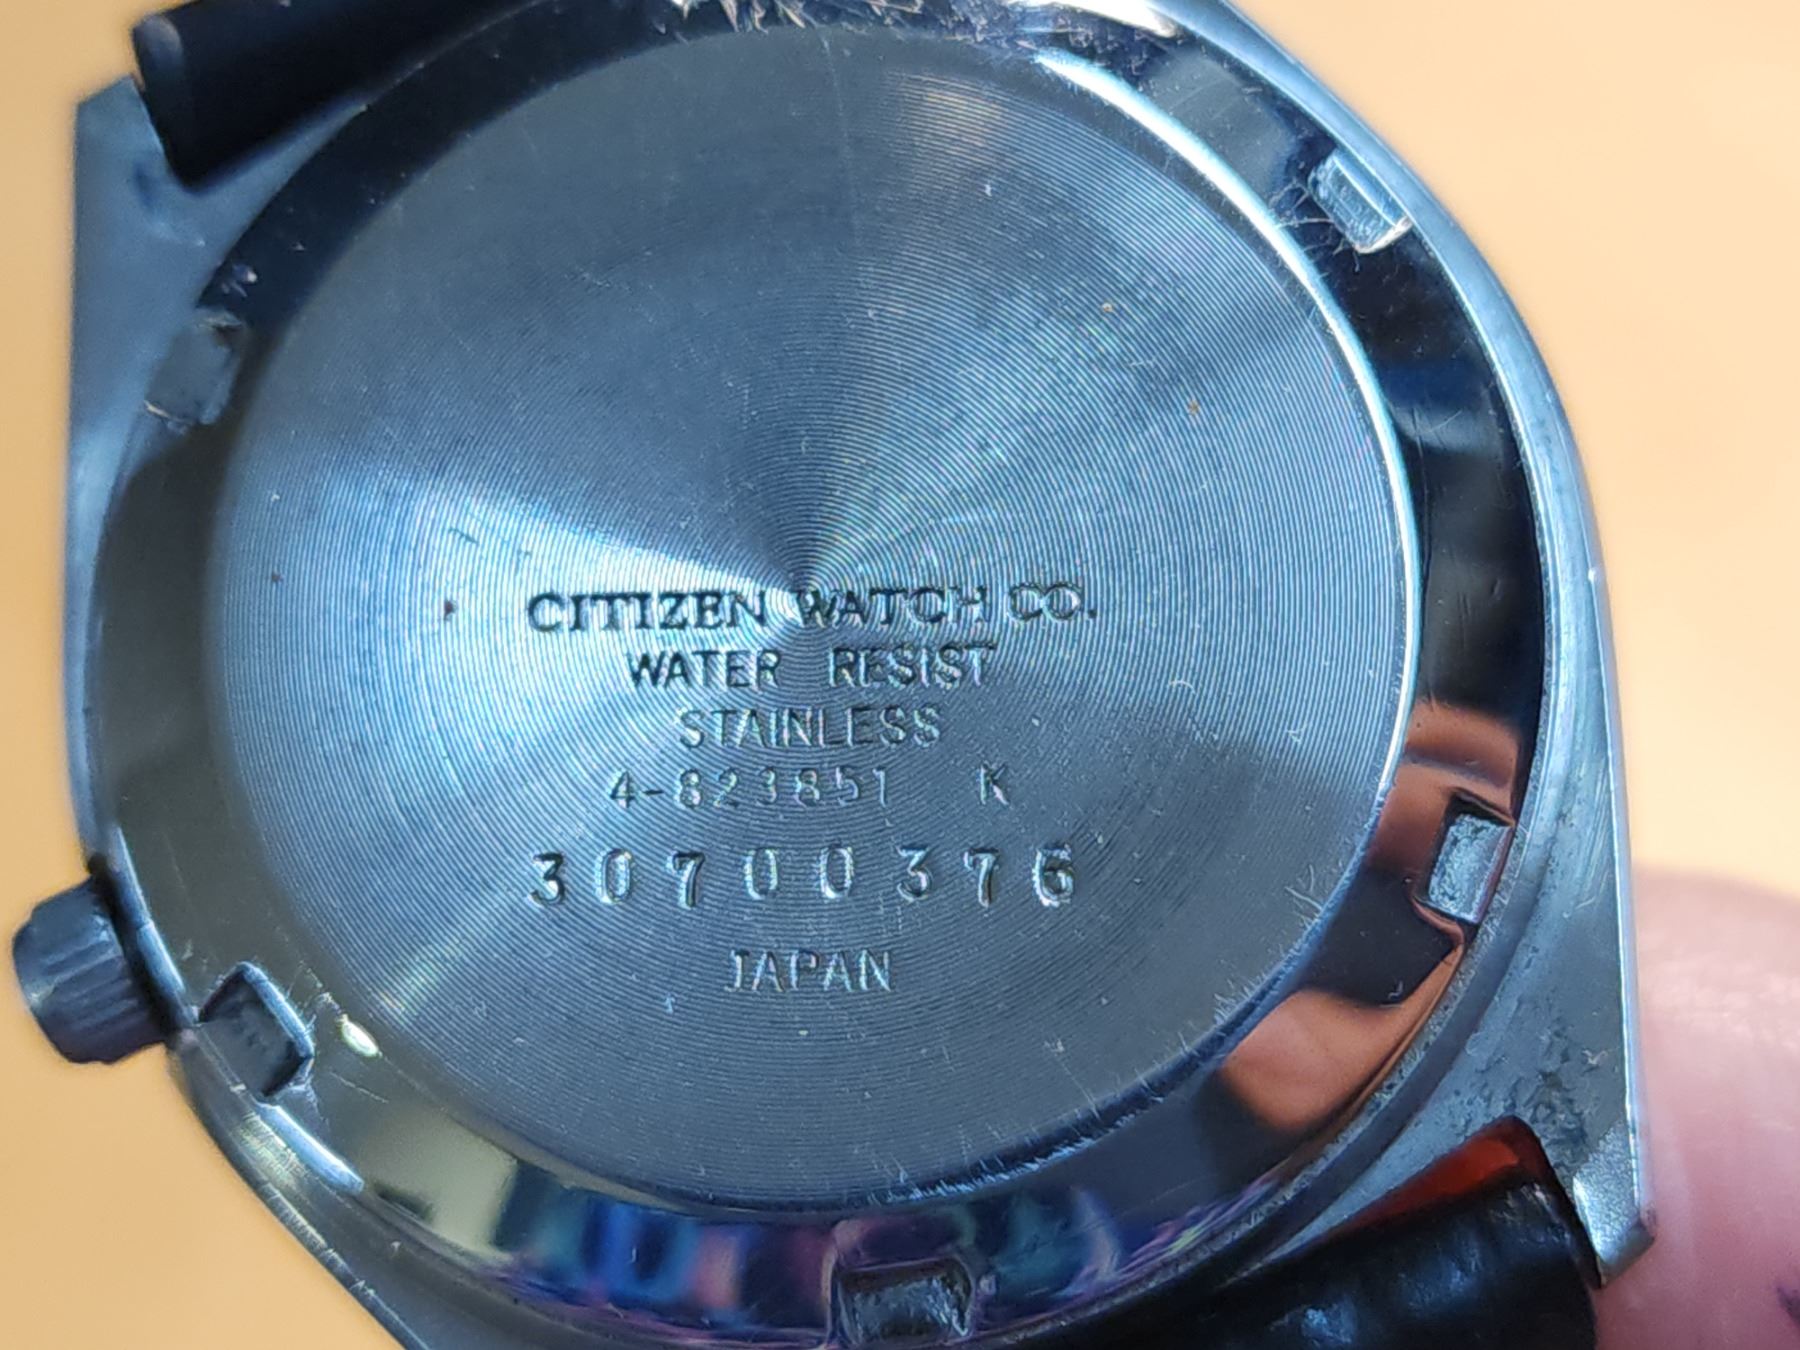 CITIZEN WATCH CO.
WATER RESIST
STAINLESS
4-823851 K
30700376
JAPAN